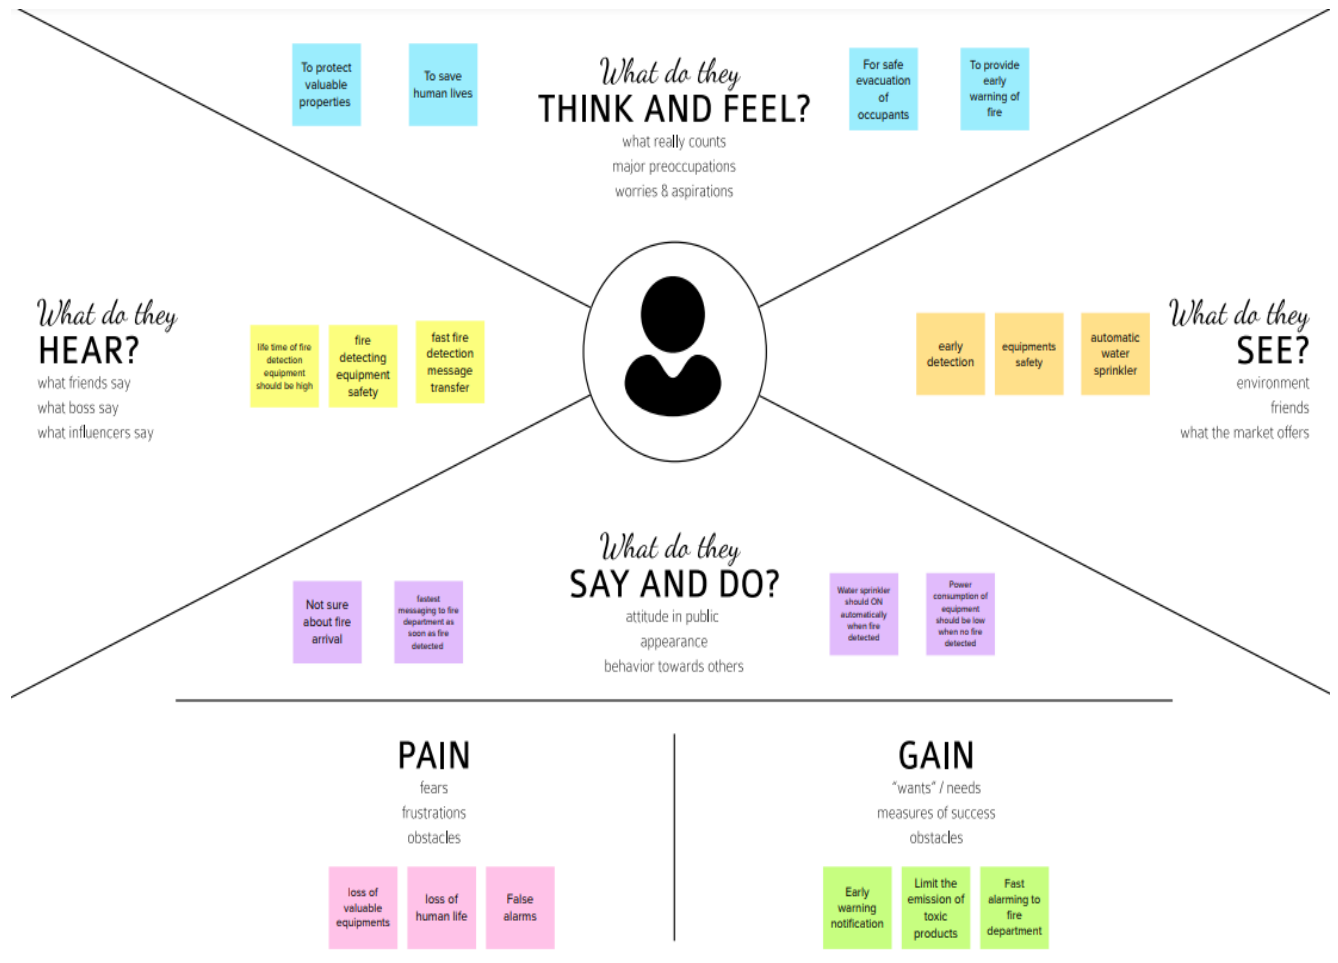 To protect
valuable
properties
To save
human lives
What do they
THINK AND FEEL?
what really counts
major preoccupations
worries & aspirations
For safe
evacuation
of
occupants
To provide
early
warning of
fire
What do they
HEAR?
what friends say
what boss say
what influencers say
life time of fire
detection
equipment
should be high
fire
detecting
equipment
safety
fast fire
detection
message
transfer
early
detection
equipments
safety
automatic
water
sprinkler
What do they
SEE?
environment
friends
what the market offers
Not sure
about fire
arrival
fastest
messaging to fire
department as
soon as fire
detected
What do they
SAY AND DO?
attitude in public
appearance
behavior towards others
Water sprinkler
should ON
automatically
when fire
detected
Power
consumption of
equipment
should be low
when no fire
detected
PAIN
fears
frustrations
obstacles
loss of
valuable
equipments
loss of
human life
False
alarms
GAIN
"wants" / needs
measures of success
obstacles
Early
warning
notification
Limit the
emission of
toxic
products
Fast
alarming to
fire
department